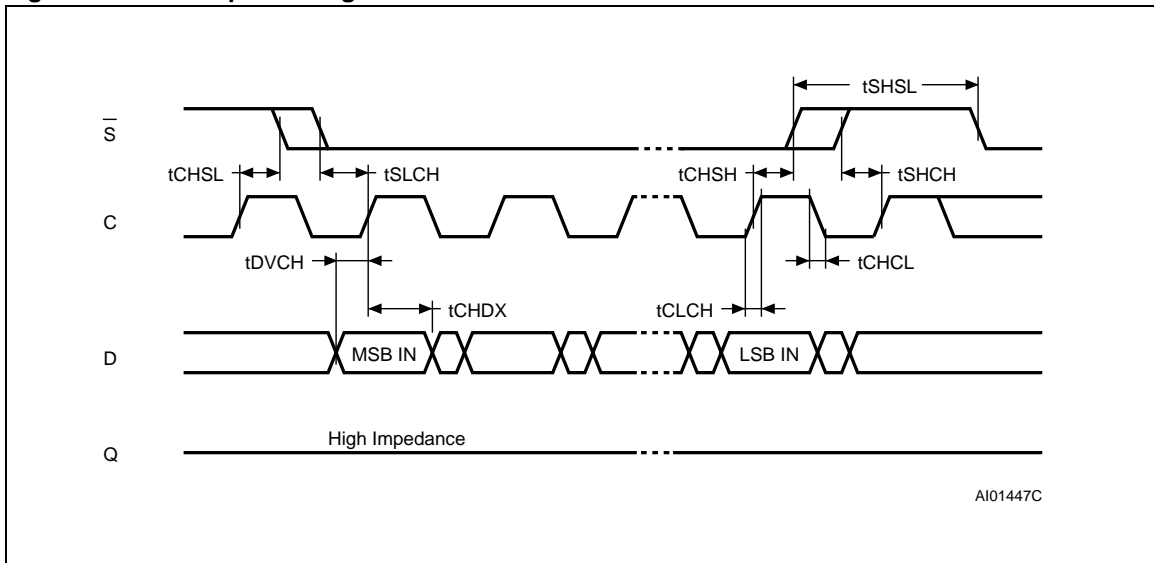 tSHSL
S
tCHSL
tSLCH
tCHSH
tSHCH
C
tDVCH
tCHCL
tCHDX
tCLCH
D
MSB IN
LSB IN
High Impedance
Q
AI01447C